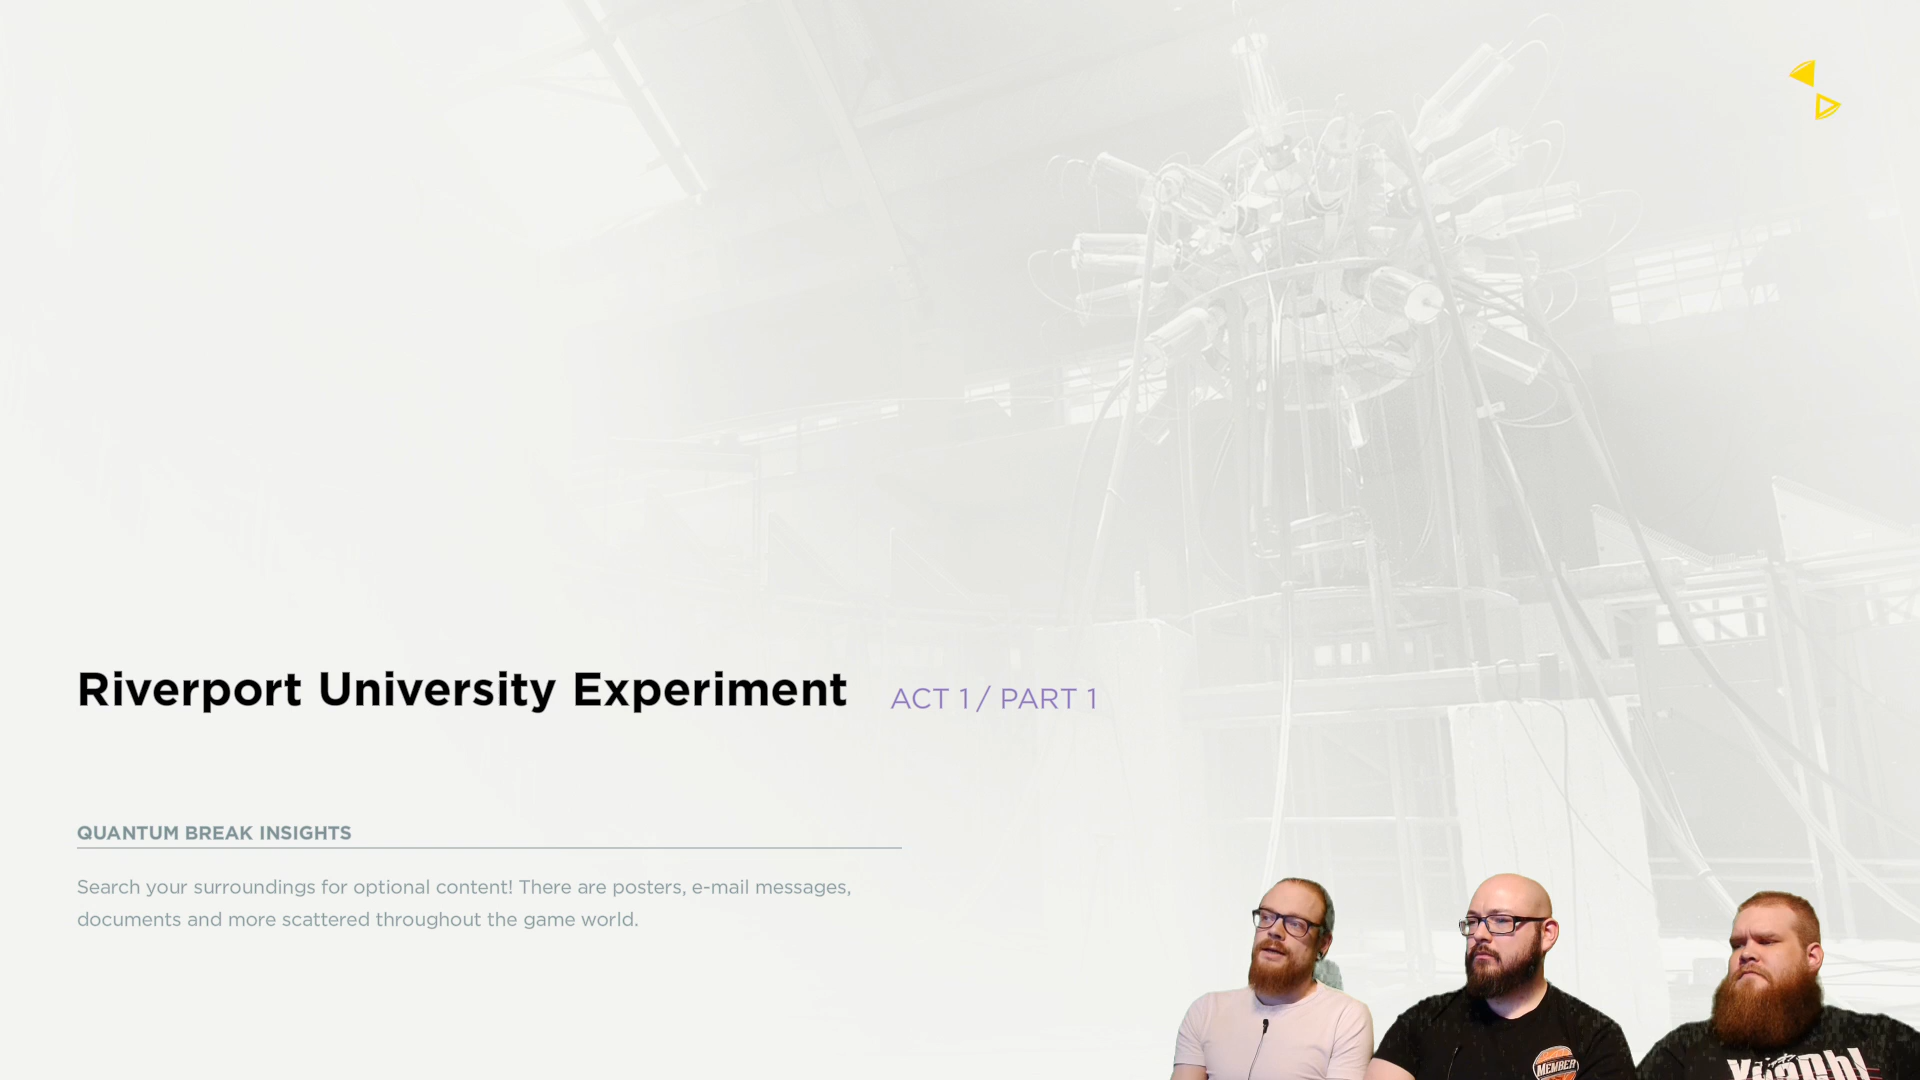 Riverport University Experiment ACT 1 / PART 1
QUANTUM BREAK INSIGHTS
Search your surroundings for optional content! There are posters, e-mail messages,
documents and more scattered throughout the game world.
MEMBER